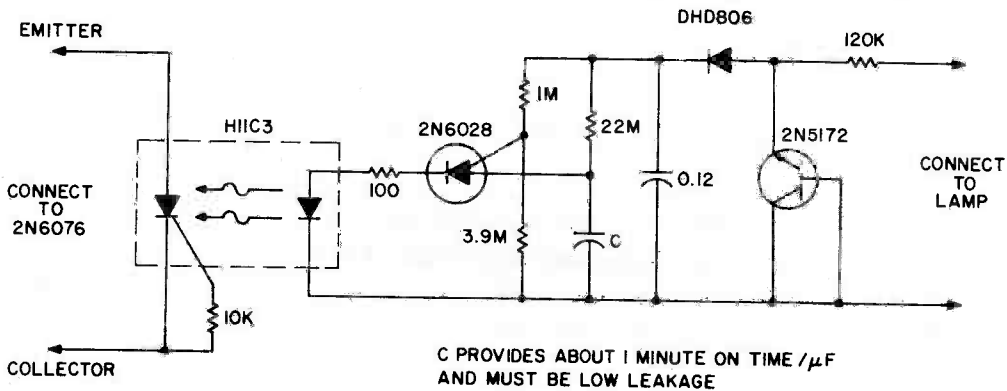 EMITTER
DHD806
120K
1M
H11C3
2N6028
22M
2N5172
CONNECT
TO
2N6076
100
0.12
CONNECT
TO
LAMP
3.9M
C
10K
COLLECTOR
C PROVIDES ABOUT 1 MINUTE ON TIME/µF
AND MUST BE LOW LEAKAGE